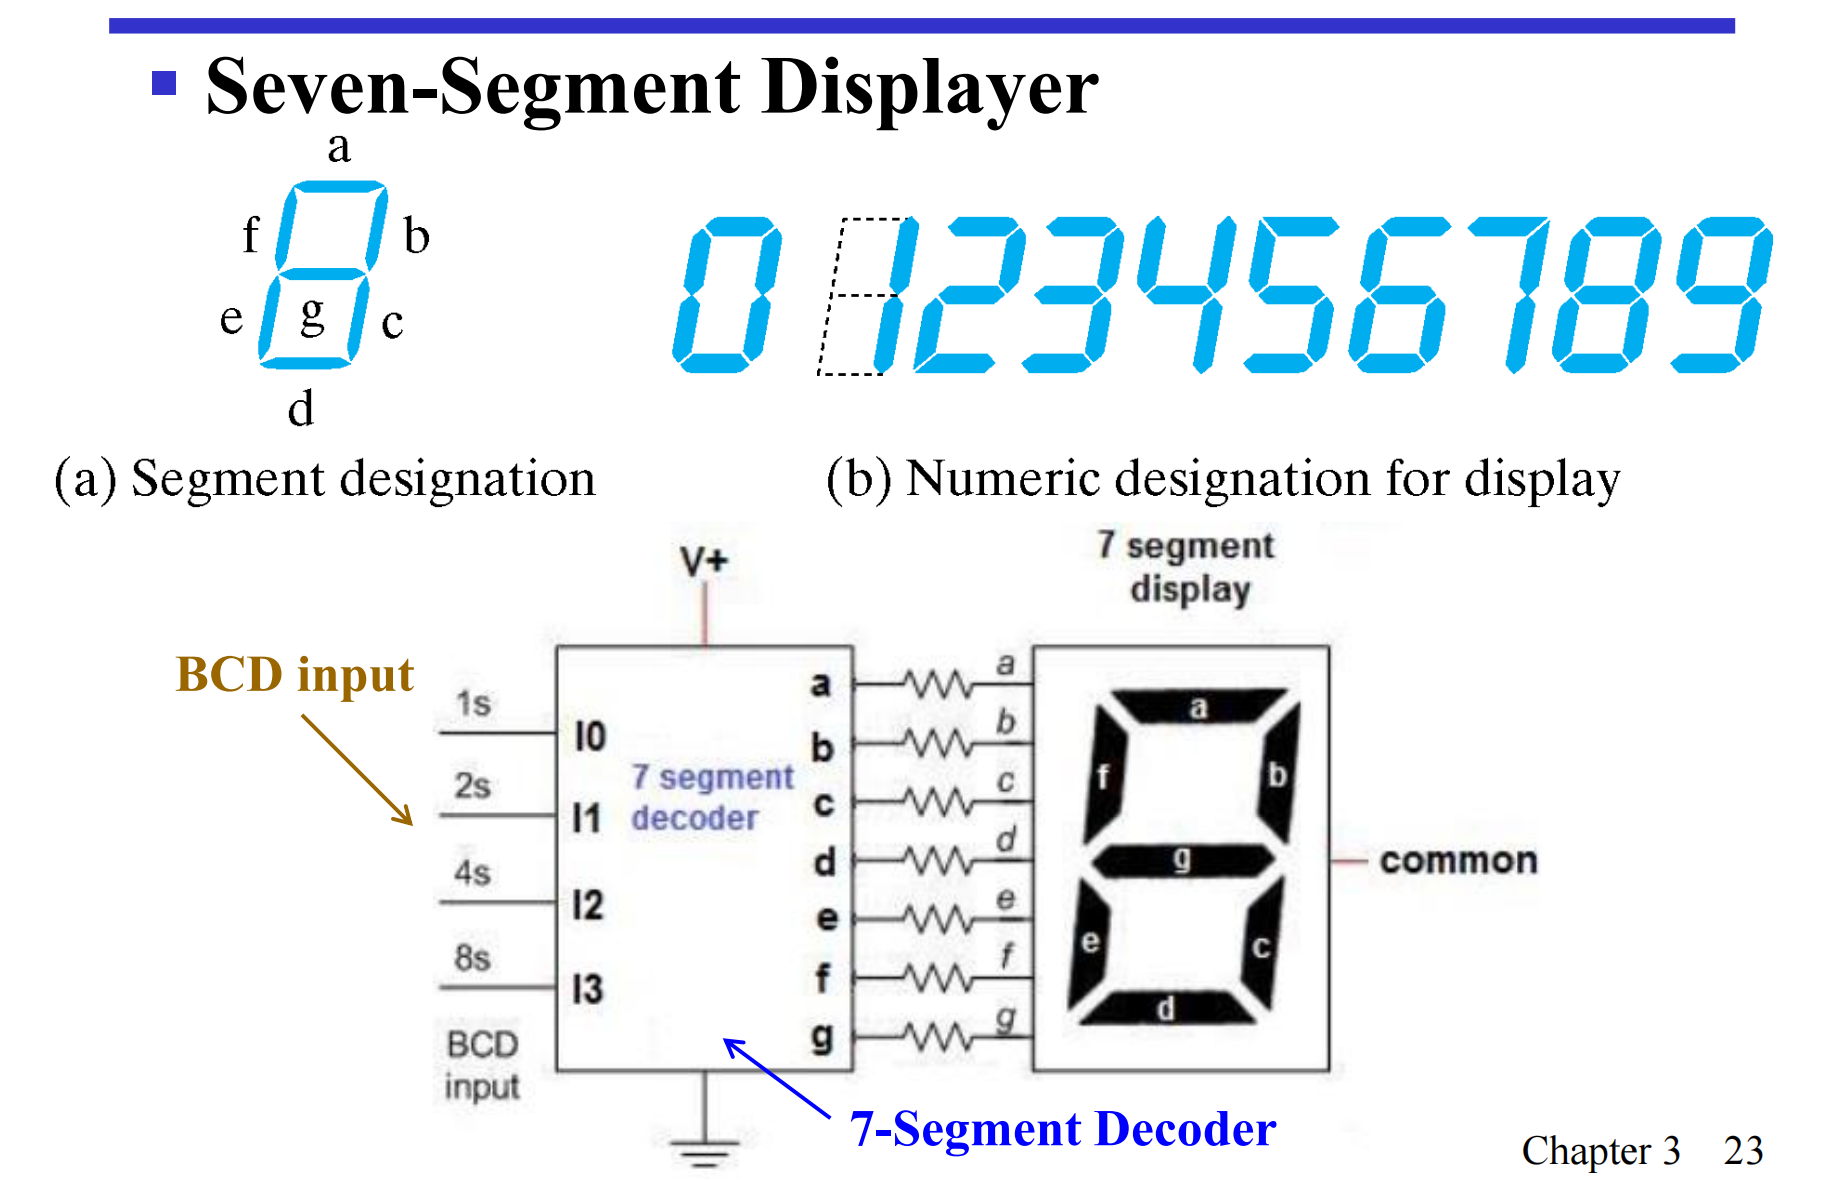 Seven-Segment Displayer
a
f
b
e
g
c
d
0 1 2 3 4 5 6 7 8 9
(a) Segment designation
(b) Numeric designation for display
7 segment
display
V+
BCD input
1s
2s
4s
8s
BCD
input
I0
I1
I2
I3
7 segment
decoder
a
b
c
d
e
f
g
a
b
c
d
e
f
g
a
f
b
g
e
c
d
common
7-Segment Decoder
Chapter 3 23